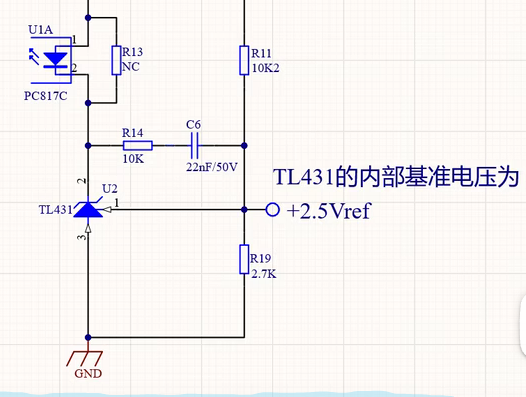 U1A
1
2
PC817C
R13
NC
R11
10K2
R14
10K
C6
22nF/50V
2
U2
TL431
1
3
TL431的内部基准电压为
+2.5Vref
R19
2.7K
GND